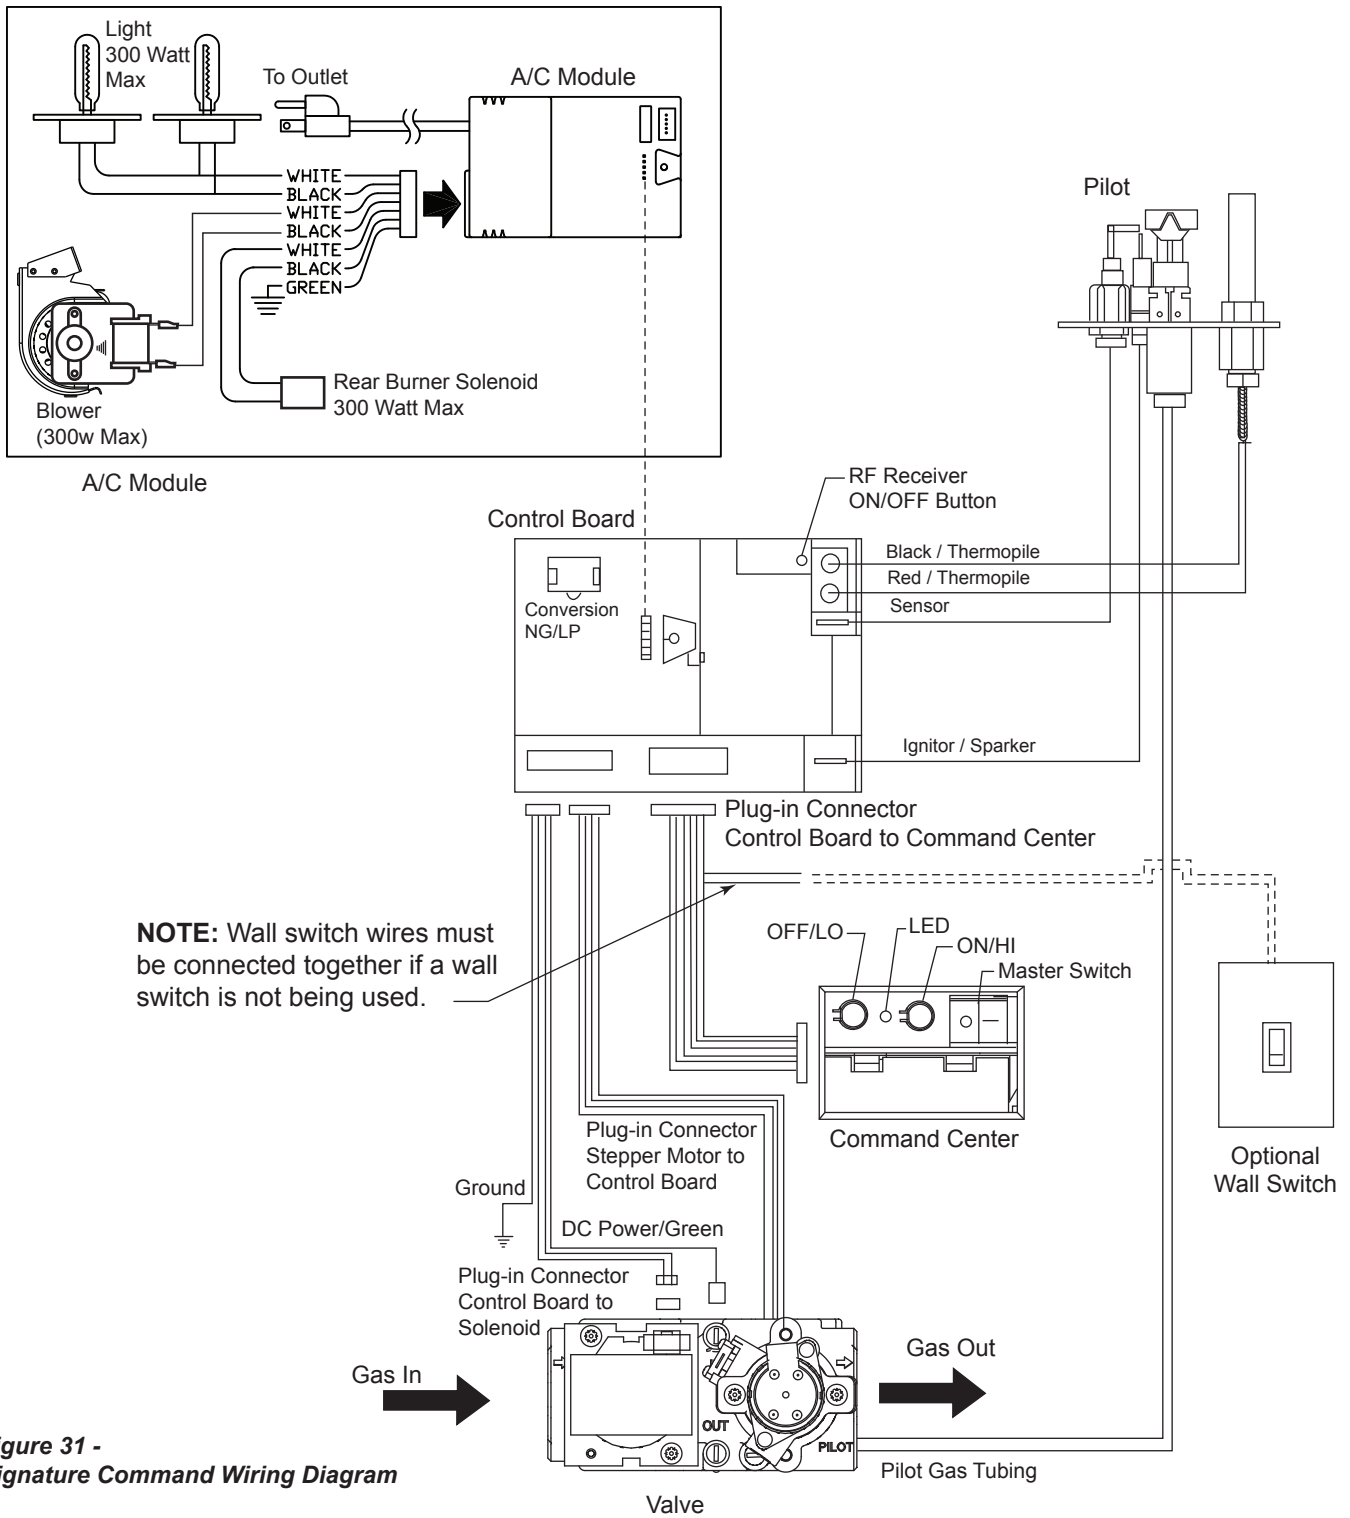 Light
300 Watt
Max
To Outlet
A/C Module
WHITE
BLACK
WHITE
BLACK
WHITE
BLACK
GREEN
Rear Burner Solenoid
300 Watt Max
Blower
(300w Max)
A/C Module
Pilot
RF Receiver
ON/OFF Button
Control Board
Black / Thermopile
Red / Thermopile
Sensor
Conversion
NG/LP
Ignitor / Sparker
Plug-in Connector
Control Board to Command Center
NOTE: Wall switch wires must
be connected together if a wall
switch is not being used.
OFF/LO
LED
ON/HI
Master Switch
Command Center
Optional
Wall Switch
Plug-in Connector
Stepper Motor to
Control Board
Ground
DC Power/Green
Plug-in Connector
Control Board to
Solenoid
Gas In
Gas Out
OUT
PILOT
Pilot Gas Tubing
Valve
igure 31 -
ignature Command Wiring Diagram